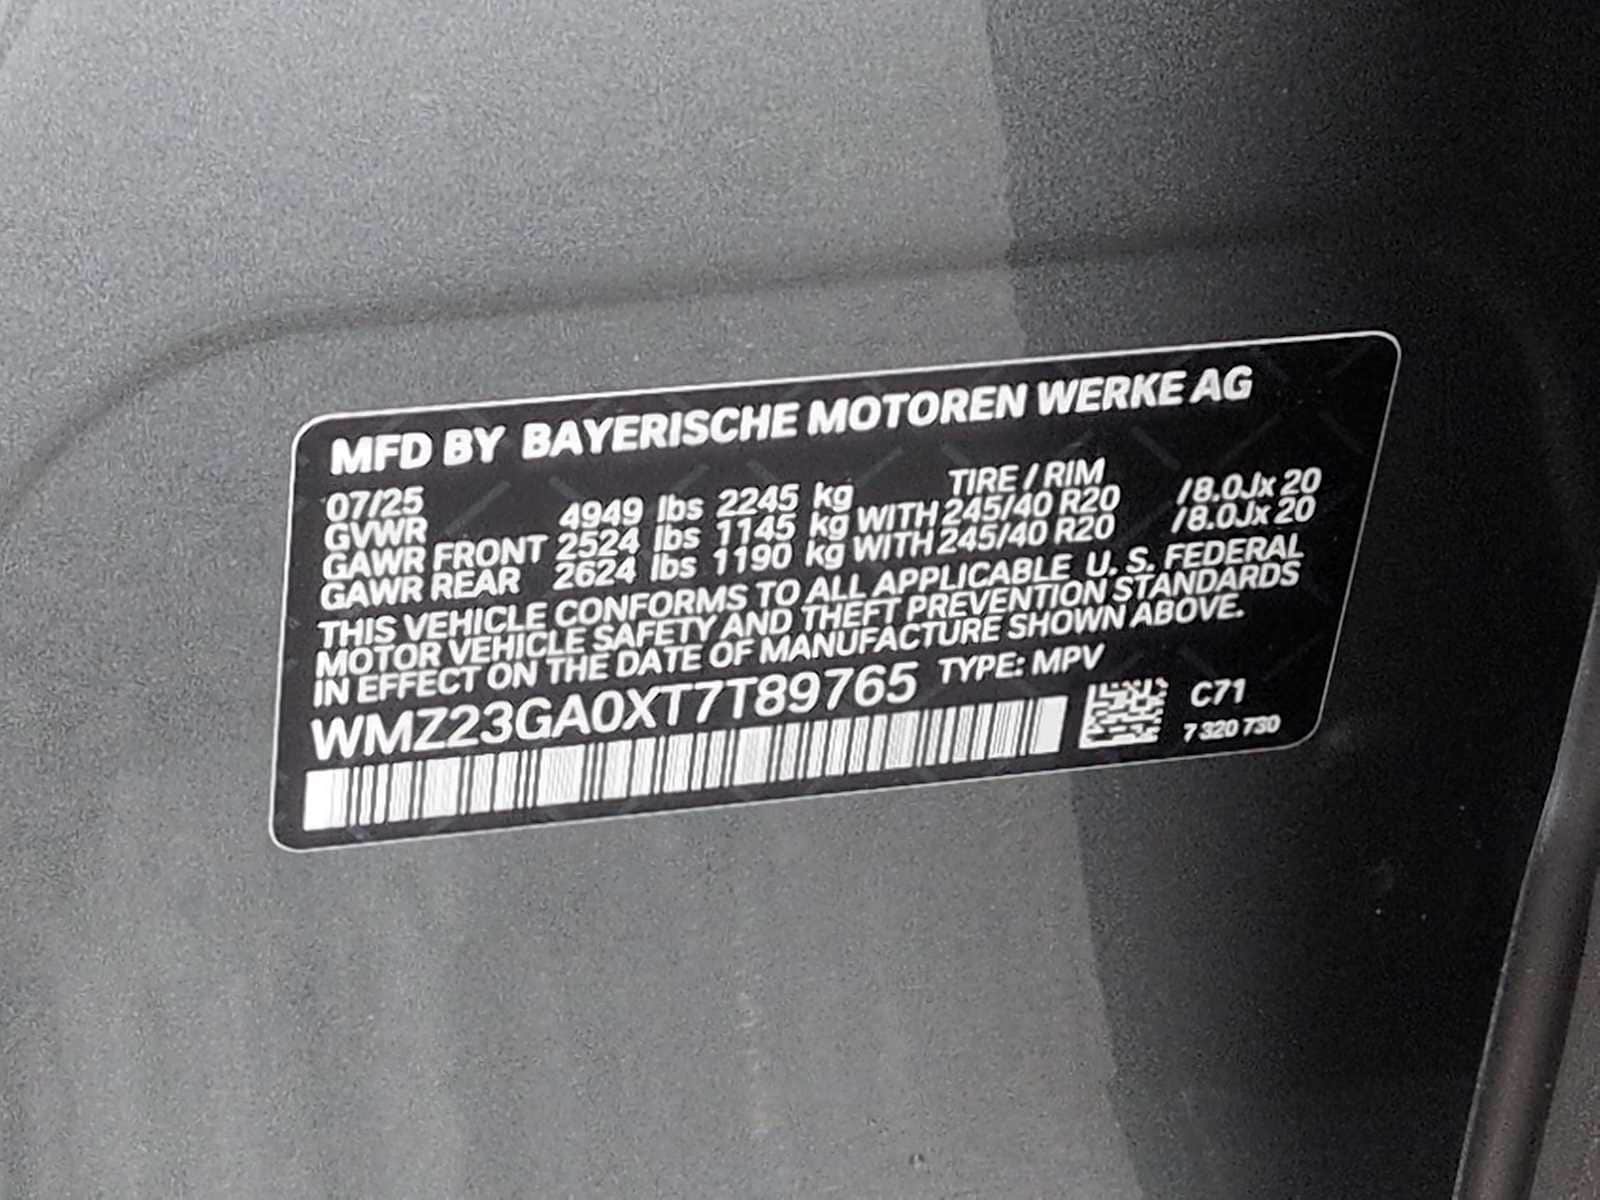 MFD BY BAYERISCHE MOTOREN WERKE AG
07/25 TIRE / RIM
GVWR 4949 lbs 2245 kg
GAWR FRONT 2524 lbs 1145 kg WITH 245/40 R20 /8.0Jx 20
GAWR REAR 2624 lbs 1190 kg WITH 245/40 R20 /8.0Jx 20
THIS VEHICLE CONFORMS TO ALL APPLICABLE U. S. FEDERAL
MOTOR VEHICLE SAFETY AND THEFT PREVENTION STANDARDS
IN EFFECT ON THE DATE OF MANUFACTURE SHOWN ABOVE.
WMZ23GA0XT7T89765 TYPE: MPV
C71
7 320 730